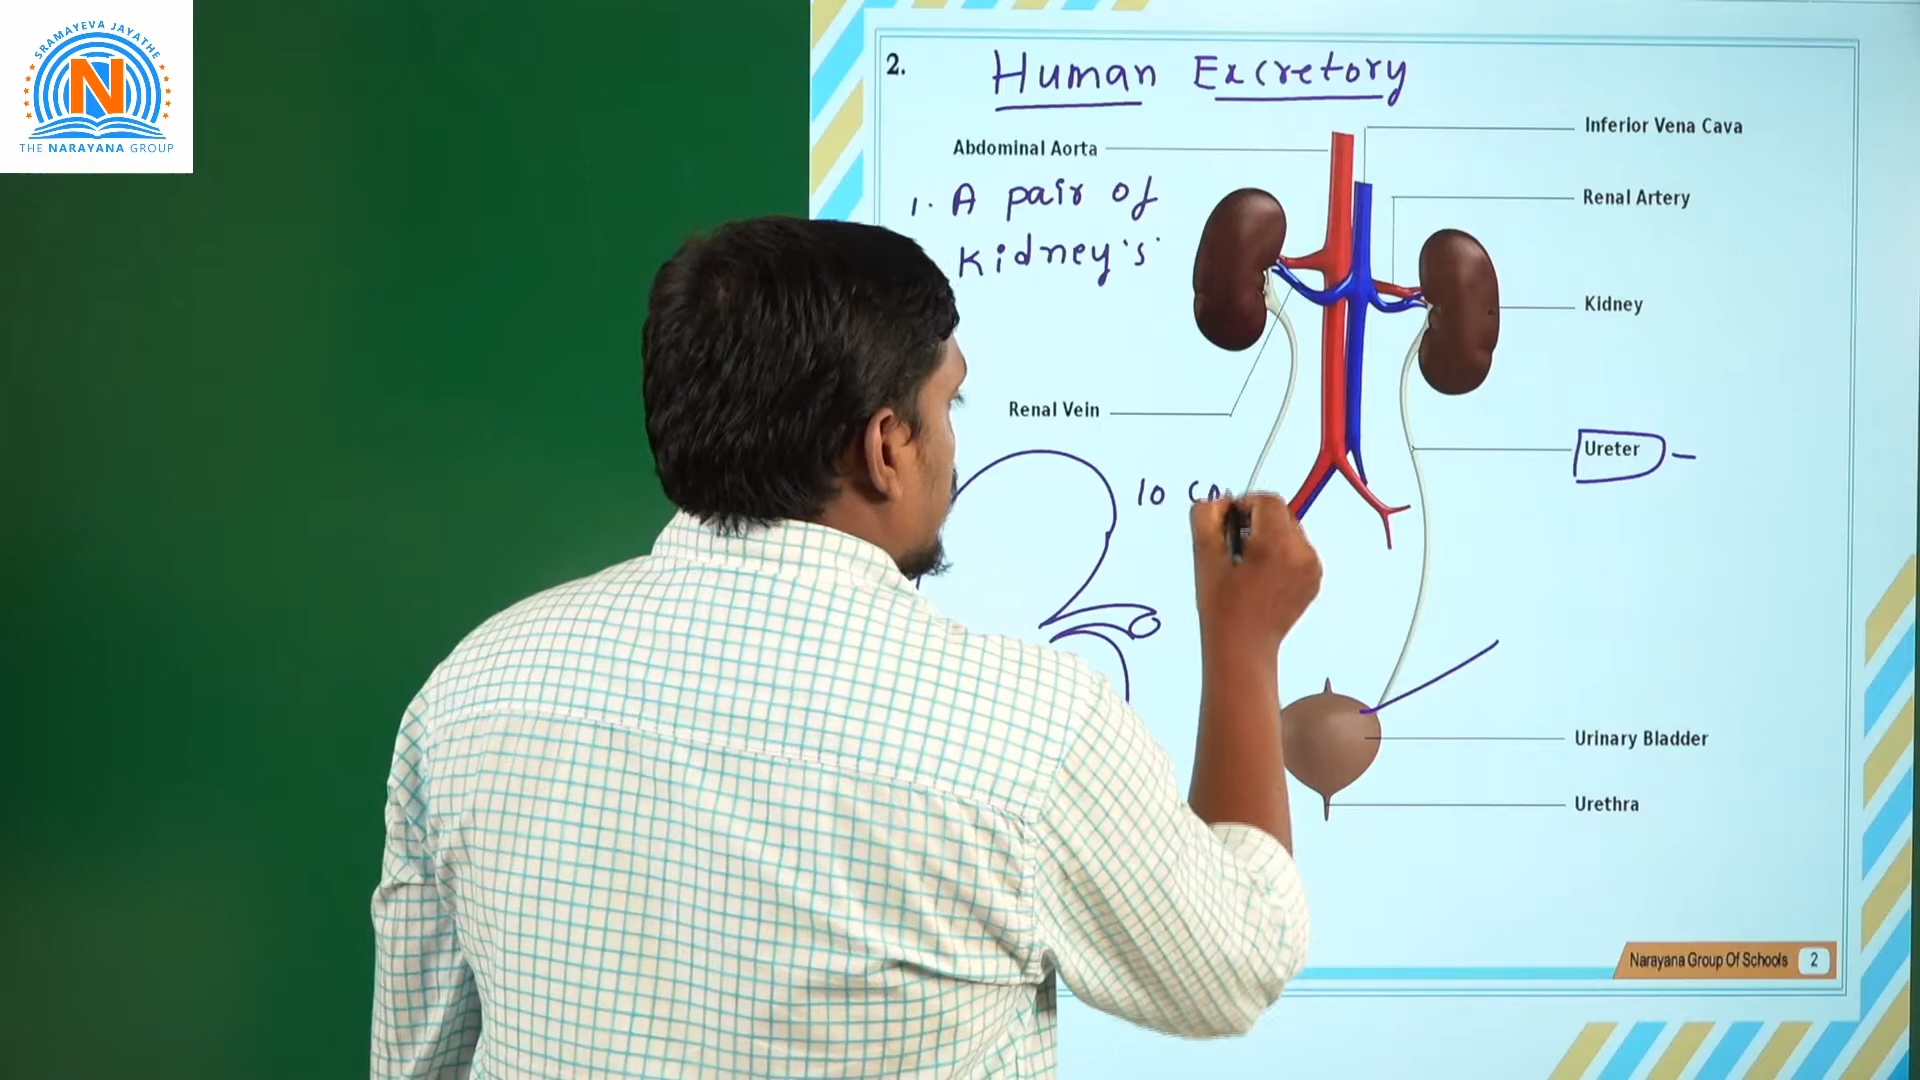 SRAMAYEVA JAYATHE
N
THE NARAYANA GROUP
2.
Human Excretory
Inferior Vena Cava
Abdominal Aorta
Renal Artery
1. A pair of
Kidney's
Kidney
Renal Vein
Ureter
10
Urinary Bladder
Urethra
Narayana Group Of Schools 2